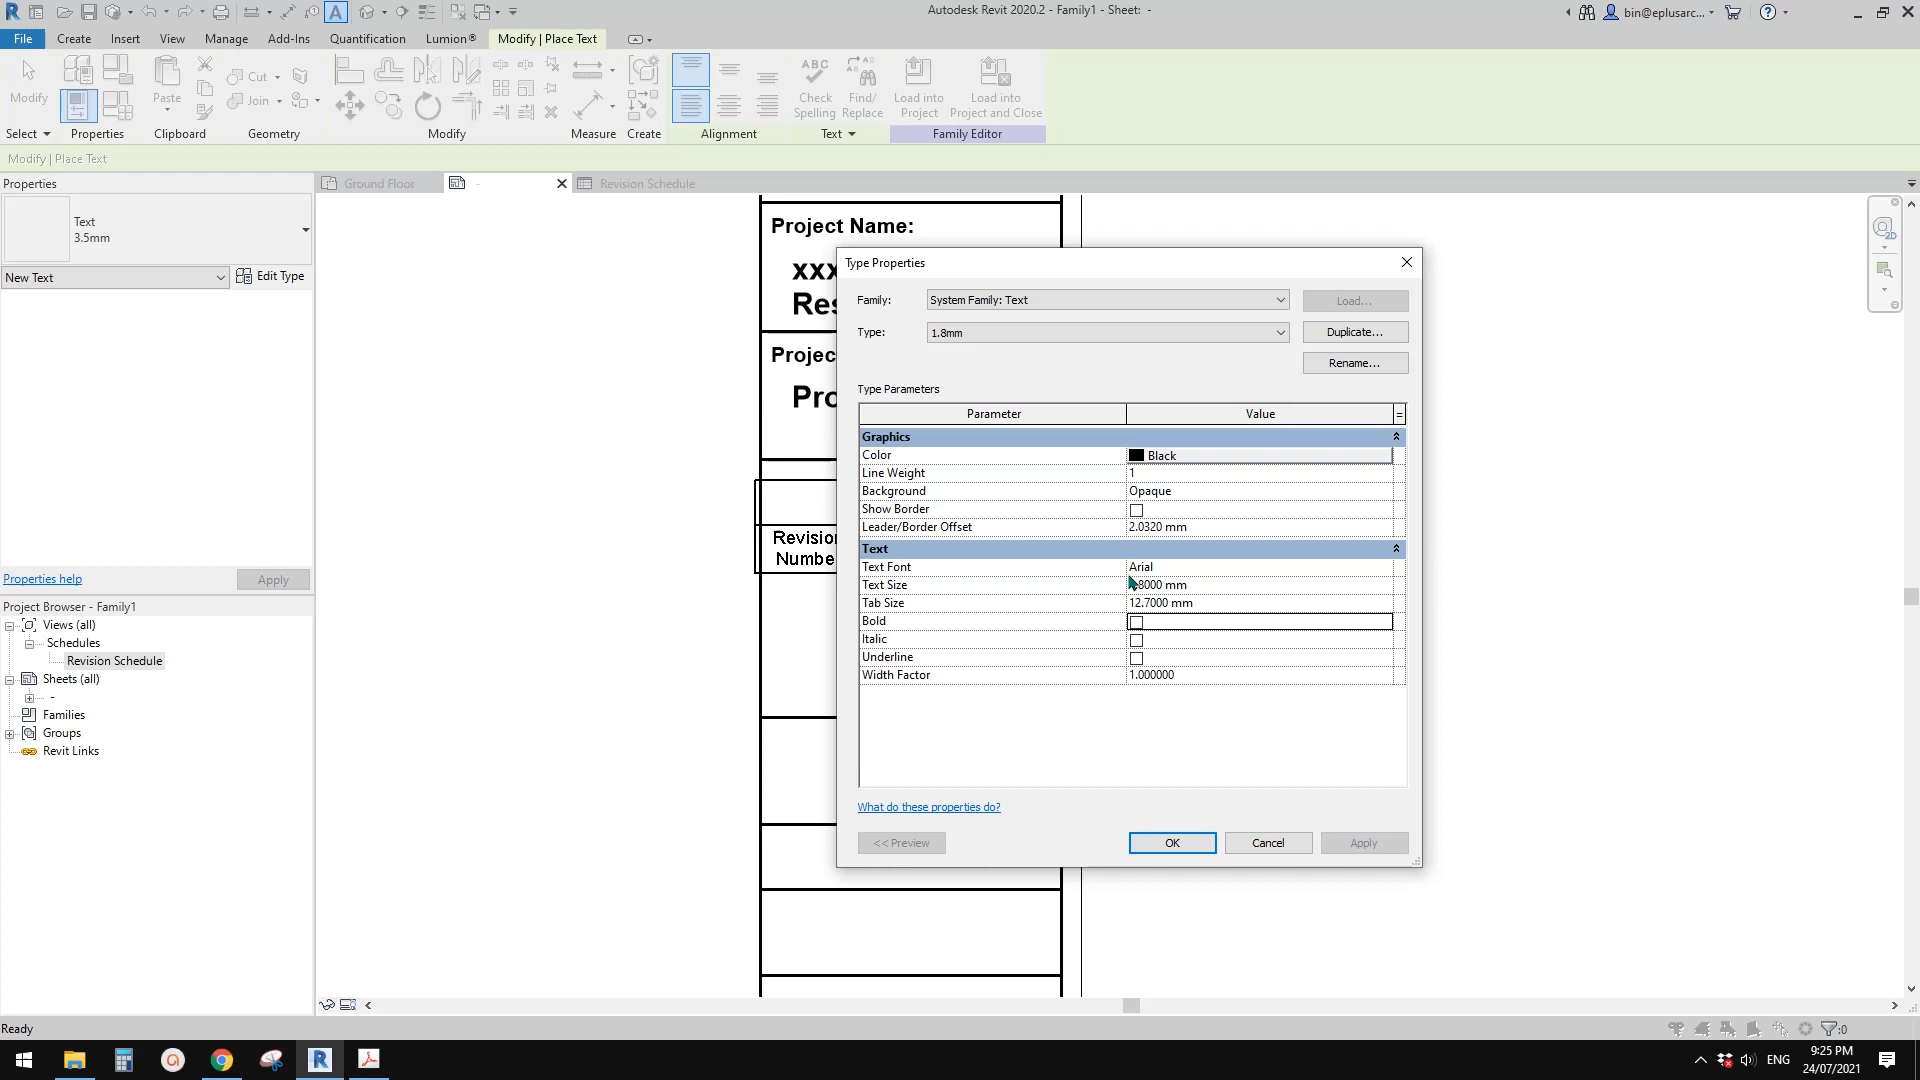 Autodesk Revit 2020.2 - Family1 - Sheet: -
bin@eplusarc...
File
Create
Insert
View
Manage
Add-Ins
Quantification
Lumion®
Modify | Place Text
Modify
Paste
Cut
Join
ABC
Check Spelling
Find/ Replace
Load into Project
Load into Project and Close
Select
Properties
Clipboard
Geometry
Modify
Measure
Create
Alignment
Text
Family Editor
Modify | Place Text
Properties
Ground Floor
-
Revision Schedule
Text
3.5mm
New Text
Edit Type
Properties help
Apply
Project Browser - Family1
Views (all)
Schedules
Revision Schedule
Sheets (all)
-
Families
Groups
Revit Links
Project Name:
Type Properties
Family:
System Family: Text
Load...
Type:
1.8mm
Duplicate...
Rename...
Type Parameters
Parameter
Value
=
Graphics
Color
Black
Line Weight
1
Background
Opaque
Show Border
Leader/Border Offset
2.0320 mm
Text
Text Font
Arial
Text Size
8000 mm
Tab Size
12.7000 mm
Bold
Italic
Underline
Width Factor
1.000000
What do these properties do?
<< Preview
OK
Cancel
Apply
Ready
:0
ENG
9:25 PM
24/07/2021